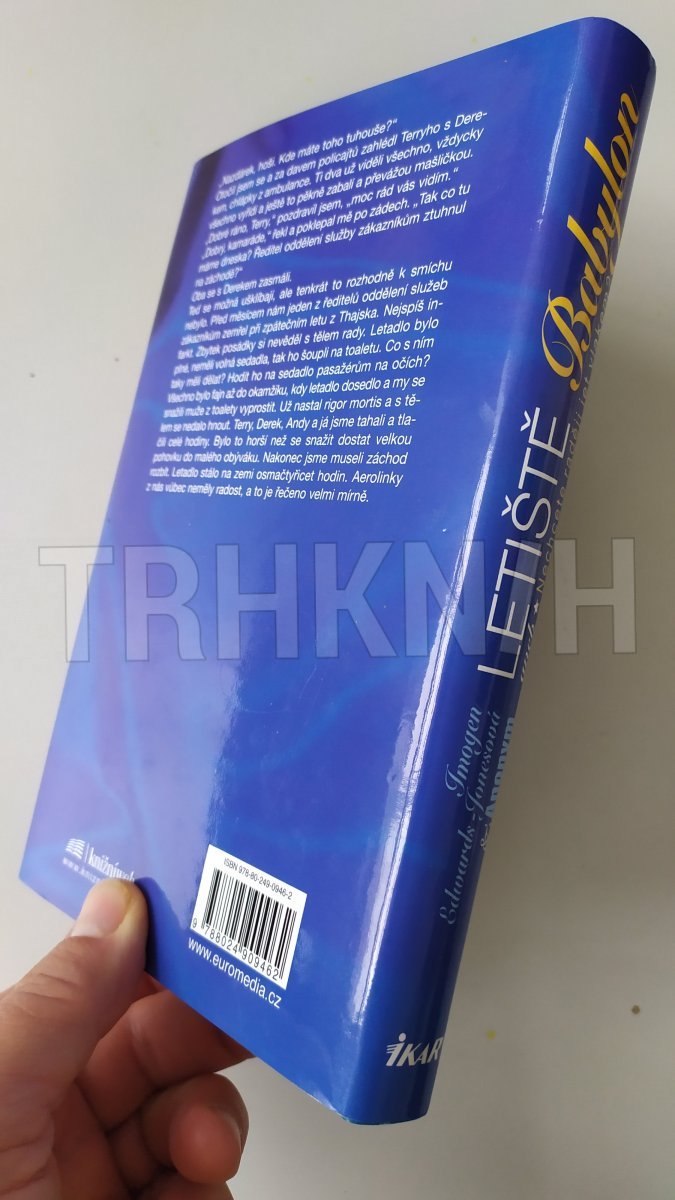 „Nazdárek, hoši. Kde máte toho tuhouše?“
Otočil jsem se a za davem policajtů zahlédl Terryho s Dere-
kem, chlápky z ambulance. Ti dva už viděli všechno, vždycky
všechno vyřídí a ještě to pěkně zabalí a převážou mašličkou.
„Dobré ráno, Terry,“ pozdravil jsem, „moc rád vás vidím.“
„Dobrý, kamaráde,“ řekl a poklepal mě po zádech. „Tak co tu
máme dneska? Ředitel oddělení služby zákazníkům ztuhnul
na záchodě?“
Oba se s Derekem zasmáli.
Teď se možná ušklíbají, ale tenkrát to rozhodně k smíchu
nebylo. Před měsícem nám jeden z ředitelů oddělení služeb
zákazníkům zemřel při zpátečním letu z Thajska. Nejspíš in-
farkt. Zbytek posádky si nevěděl s tělem rady. Letadlo bylo
plné, neměli volná sedadla, tak ho šoupli na toaletu. Co s ním
taky měli dělat? Hodit ho na sedadlo pasažérům na očích?
Všechno bylo fajn až do okamžiku, kdy letadlo dosedlo a my se
snažili muže z toalety vyprostit. Už nastal rigor mortis a s tě-
lem se nedalo hnout. Terry, Derek, Andy a já jsme tahali a tla-
čili celé hodiny. Bylo to horší než se snažit dostat velkou
pohovku do malého obýváku. Nakonec jsme museli záchod
rozbít. Letadlo stálo na zemi osmačtyřicet hodin. Aerolinky
z nás vůbec neměly radost, a to je řečeno velmi mírně.
TRHKNIH
knižníweb
ISBN 978-80-249-0946-2
9 788024 909462
www.euromedia.cz
Imogen
Edwards-Jonesová
& Anonym
LETIŠTĚ
Babylon
IKAR